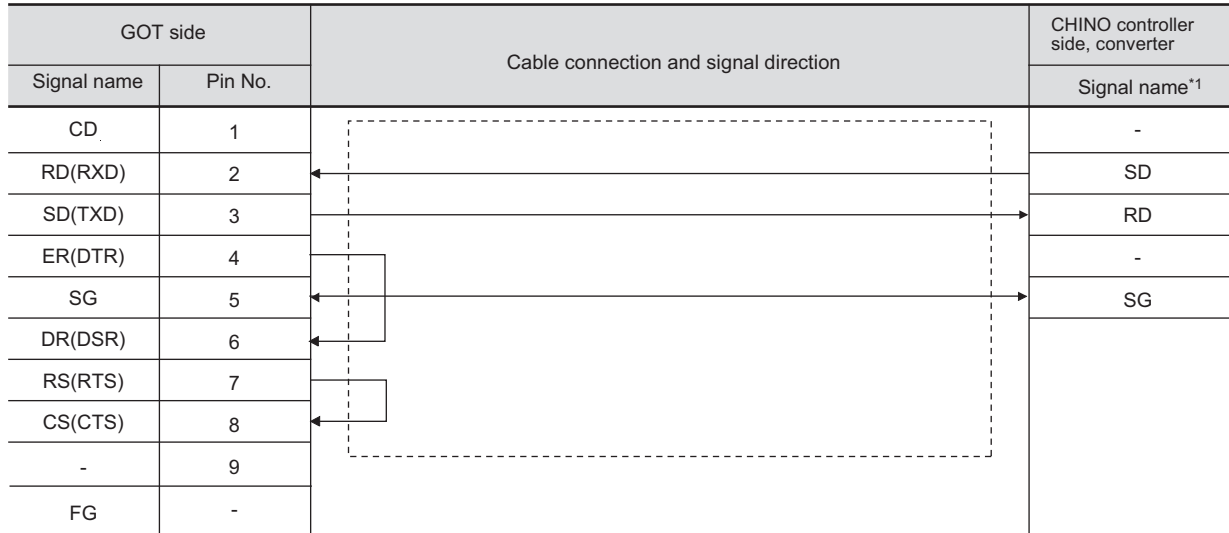 GOT side
Cable connection and signal direction
CHINO controller
side, converter
Signal name
Pin No.
Signal name*1
CD
1
-
RD(RXD)
2
SD
SD(TXD)
3
RD
ER(DTR)
4
-
SG
5
SG
DR(DSR)
6
RS(RTS)
7
CS(CTS)
8
-
9
FG
-